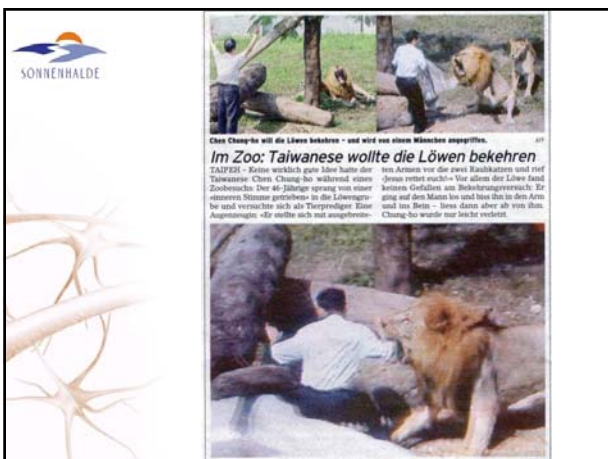 SONNENHALDE
Chen Chung-ho will die Löwen bekehren – und wird von einem Männchen angegriffen.
Im Zoo: Taiwanese wollte die Löwen bekehren
TAIPEH – Keine wirklich gute Idee hatte der
Taiwanese Chen Chung-ho während eines
Zoobesuchs: Der 46-Jährige sprang von einer
«inneren Stimme getrieben» in die Löwengru-
be und versuchte sich als Tierprediger. Eine
Augenzeugin: «Er stellte sich mit ausgebreite-
ten Armen vor die zwei Raubkatzen und rief
‹Jesus rettet euch!›» Vor allem der Löwe fand
keinen Gefallen am Bekehrungsversuch: Er
ging auf den Mann los und biss ihn in den Arm
und ins Bein – liess dann aber ab von ihm.
Chung-ho wurde nur leicht verletzt.